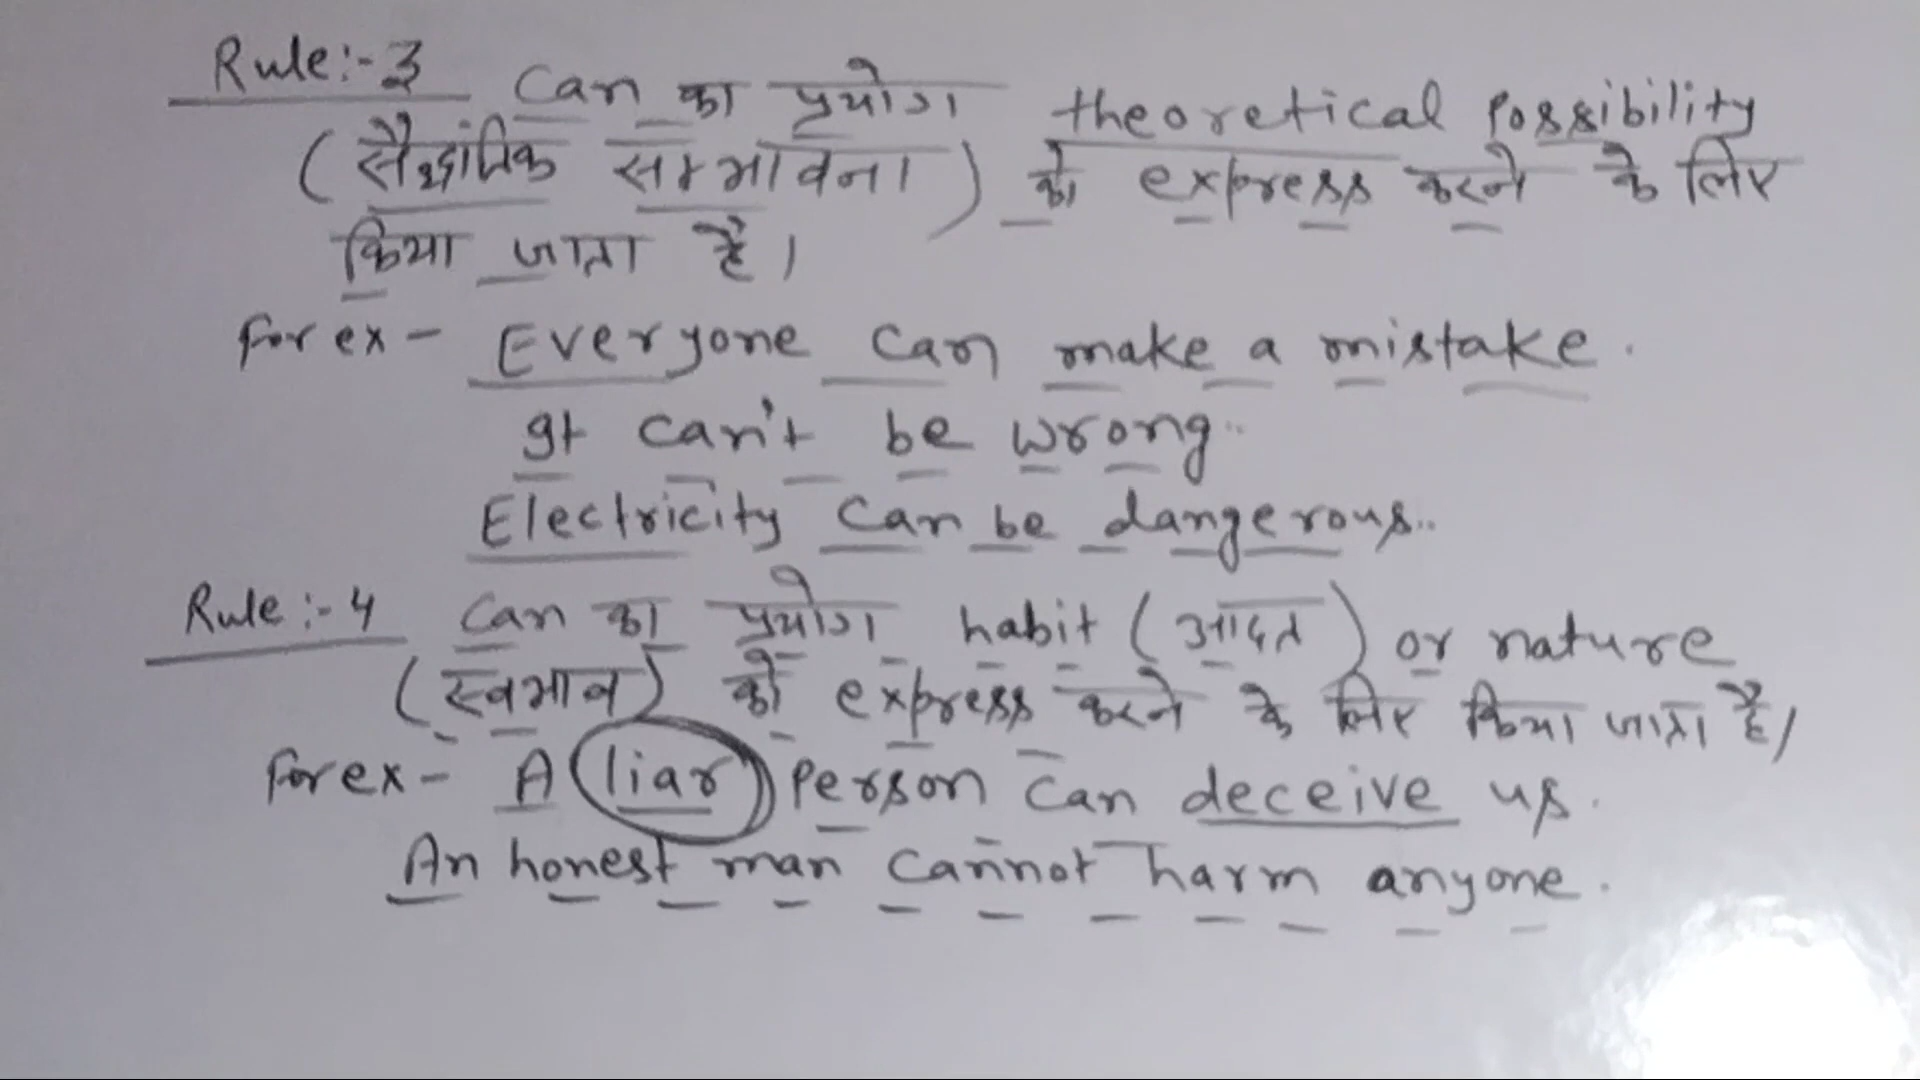 Rule:-3 Can का प्रयोग theoretical possibility
(सैद्धांतिक सम्भावना) को express करने के लिए
किया जाता है।
For ex- Everyone can make a mistake.
It can't be wrong.
Electricity can be dangerous..
Rule:-4 Can का प्रयोग habit (आदत) or nature
(स्वभाव) को express करने के लिए किया जाता है।
For ex- A liar person can deceive us.
An honest man cannot harm anyone.